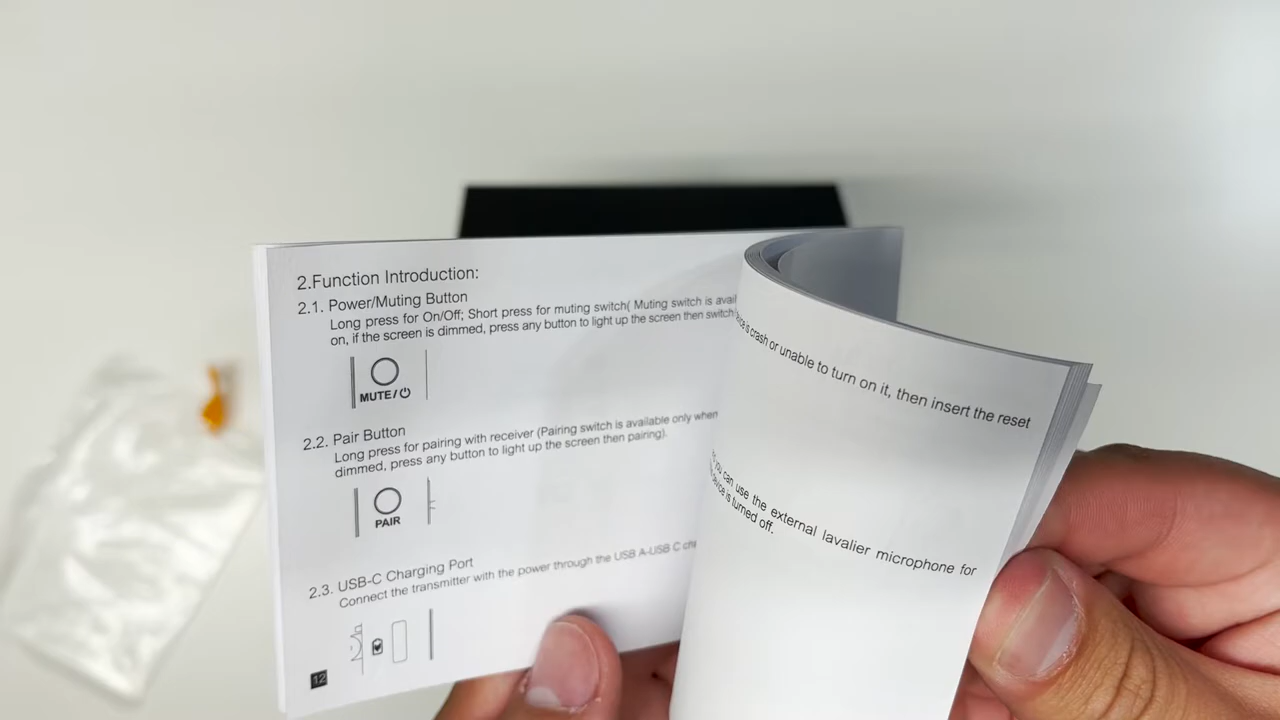 2.Function Introduction:
2.1. Power/Muting Button
Long press for On/Off; Short press for muting switch( Muting switch is
on, if the screen is dimmed, press any button to light up the screen then switch
MUTE/
2.2. Pair Button
Long press for pairing with receiver (Pairing switch is available only when
dimmed, press any button to light up the screen then pairing).
PAIR
2.3. USB-C Charging Port
Connect the transmitter with the power through the USB A-USB C
12
is crash or unable to turn on it, then insert the reset
you can use the external lavalier microphone for
is turned off.